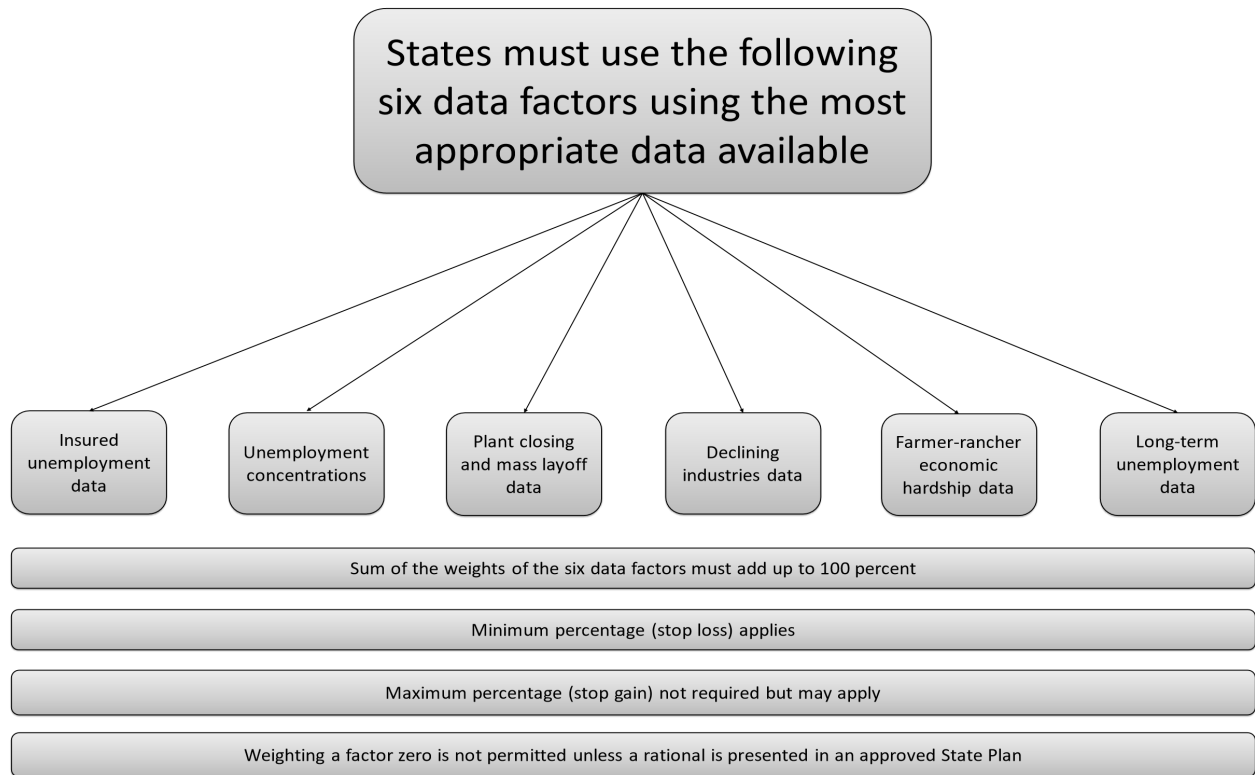 States must use the following
six data factors using the most
appropriate data available
Insured
unemployment
data
Unemployment
concentrations
Plant closing
and mass layoff
data
Declining
industries data
Farmer-rancher
economic
hardship data
Long-term
unemployment
data
Sum of the weights of the six data factors must add up to 100 percent
Minimum percentage (stop loss) applies
Maximum percentage (stop gain) not required but may apply
Weighting a factor zero is not permitted unless a rational is presented in an approved State Plan